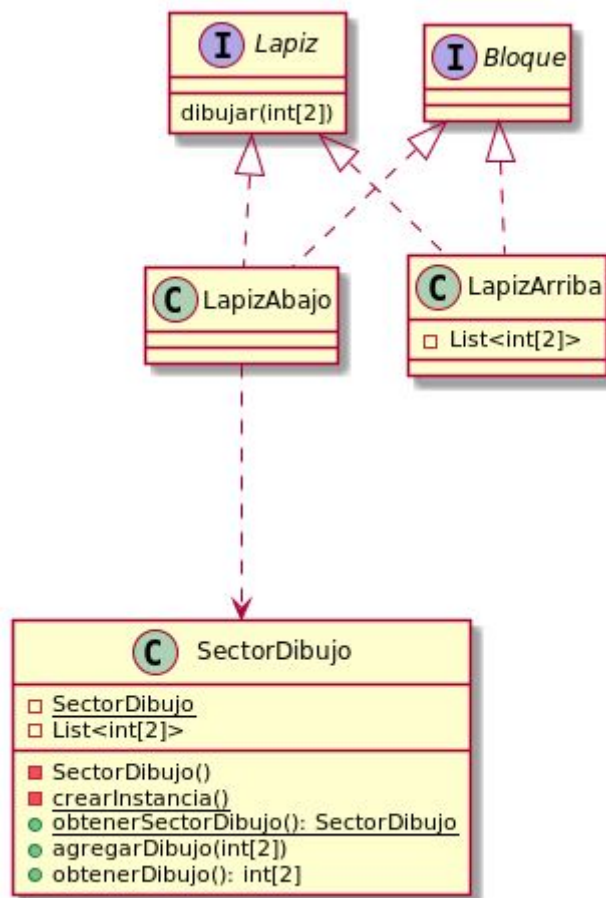 I Lapiz
dibujar(int[2])
I Bloque
C LapizAbajo
C LapizArriba
List<int[2]>
C SectorDibujo
SectorDibujo
List<int[2]>
SectorDibujo()
crearInstancia()
obtenerSectorDibujo(): SectorDibujo
agregarDibujo(int[2])
obtenerDibujo(): int[2]